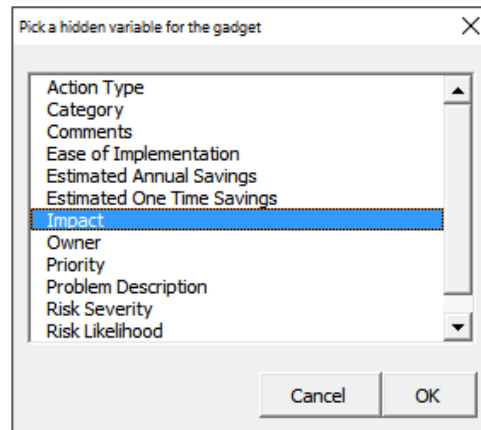 Pick a hidden variable for the gadget
Action Type
Category
Comments
Ease of Implementation
Estimated Annual Savings
Estimated One Time Savings
Impact
Owner
Priority
Problem Description
Risk Severity
Risk Likelihood
Cancel OK